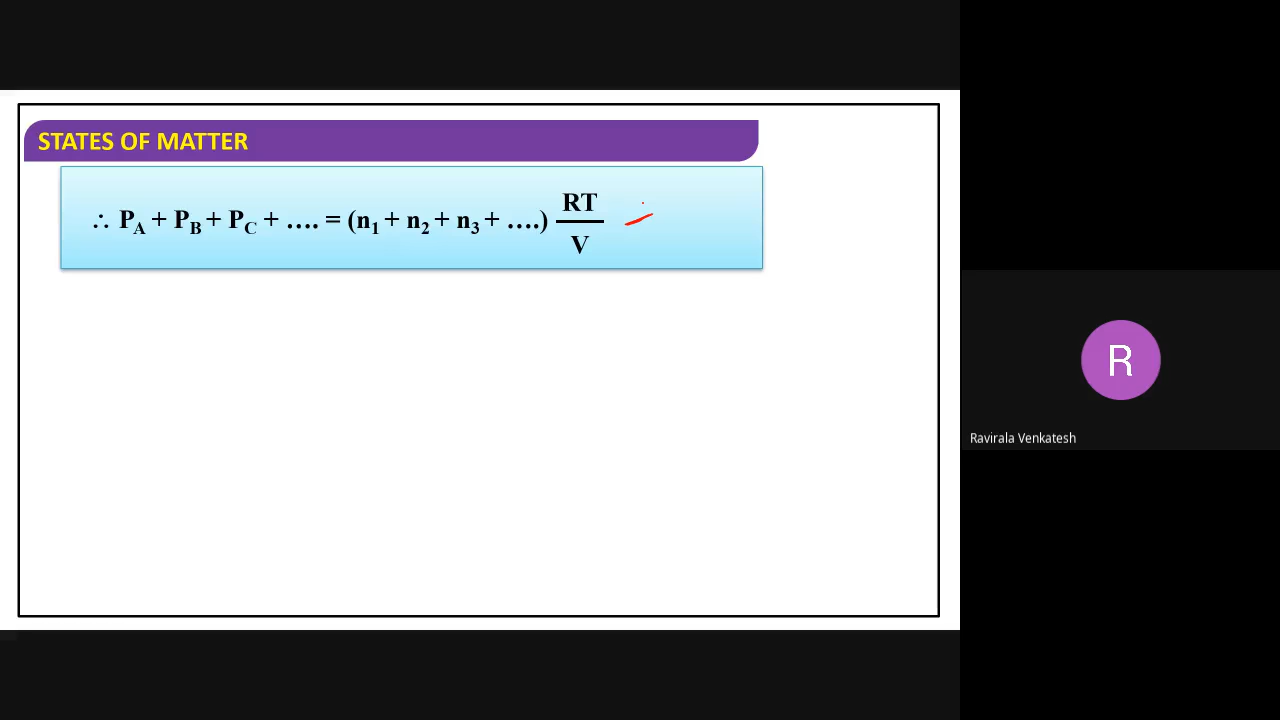 STATES OF MATTER
∴ P_A + P_B + P_C + …. = (n_1 + n_2 + n_3 + ….) RT/V
R
Ravirala Venkatesh